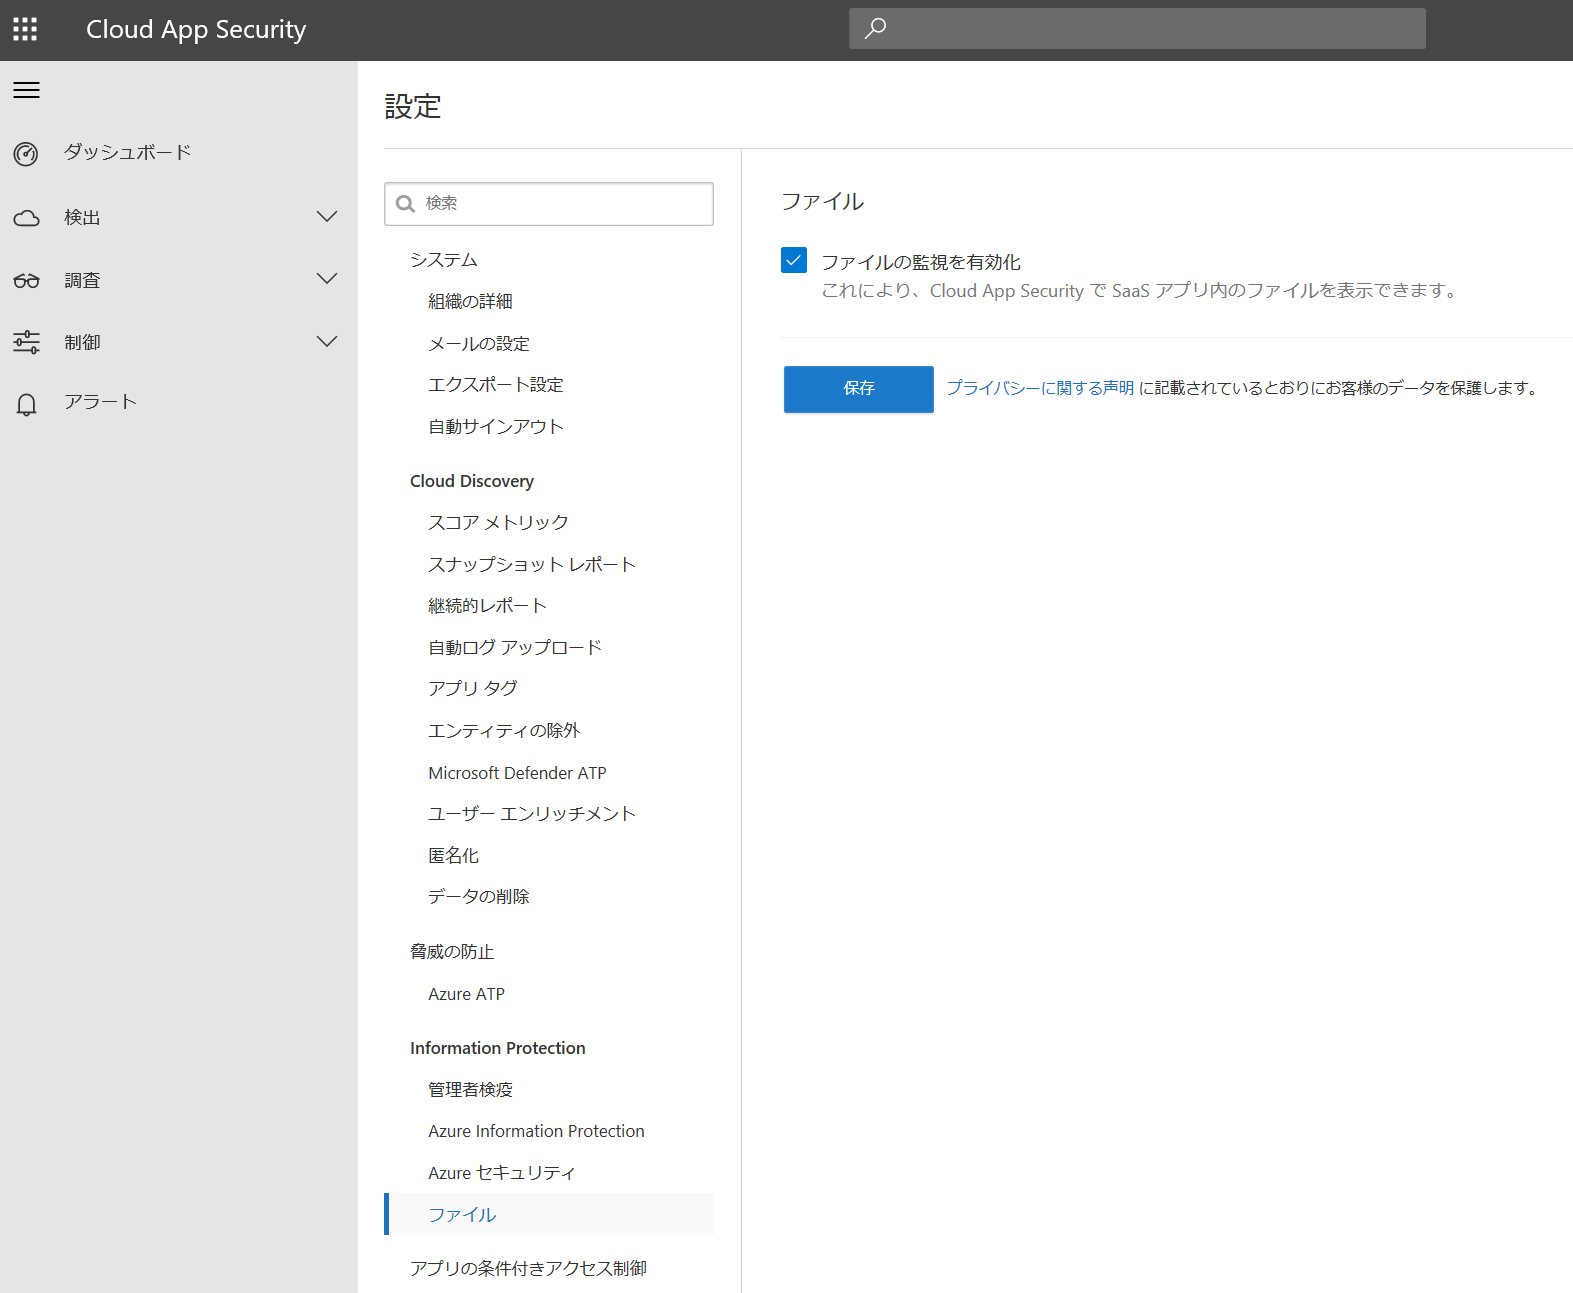 Cloud App Security
ダッシュボード
検出
調査
制御
アラート
設定
検索
システム
組織の詳細
メールの設定
エクスポート設定
自動サインアウト
Cloud Discovery
スコア メトリック
スナップショット レポート
継続的レポート
自動ログ アップロード
アプリ タグ
エンティティの除外
Microsoft Defender ATP
ユーザー エンリッチメント
匿名化
データの削除
脅威の防止
Azure ATP
Information Protection
管理者検疫
Azure Information Protection
Azure セキュリティ
ファイル
アプリの条件付きアクセス制御
ファイル
ファイルの監視を有効化
これにより、Cloud App Security で SaaS アプリ内のファイルを表示できます。
保存 プライバシーに関する声明 に記載されているとおりにお客様のデータを保護します。